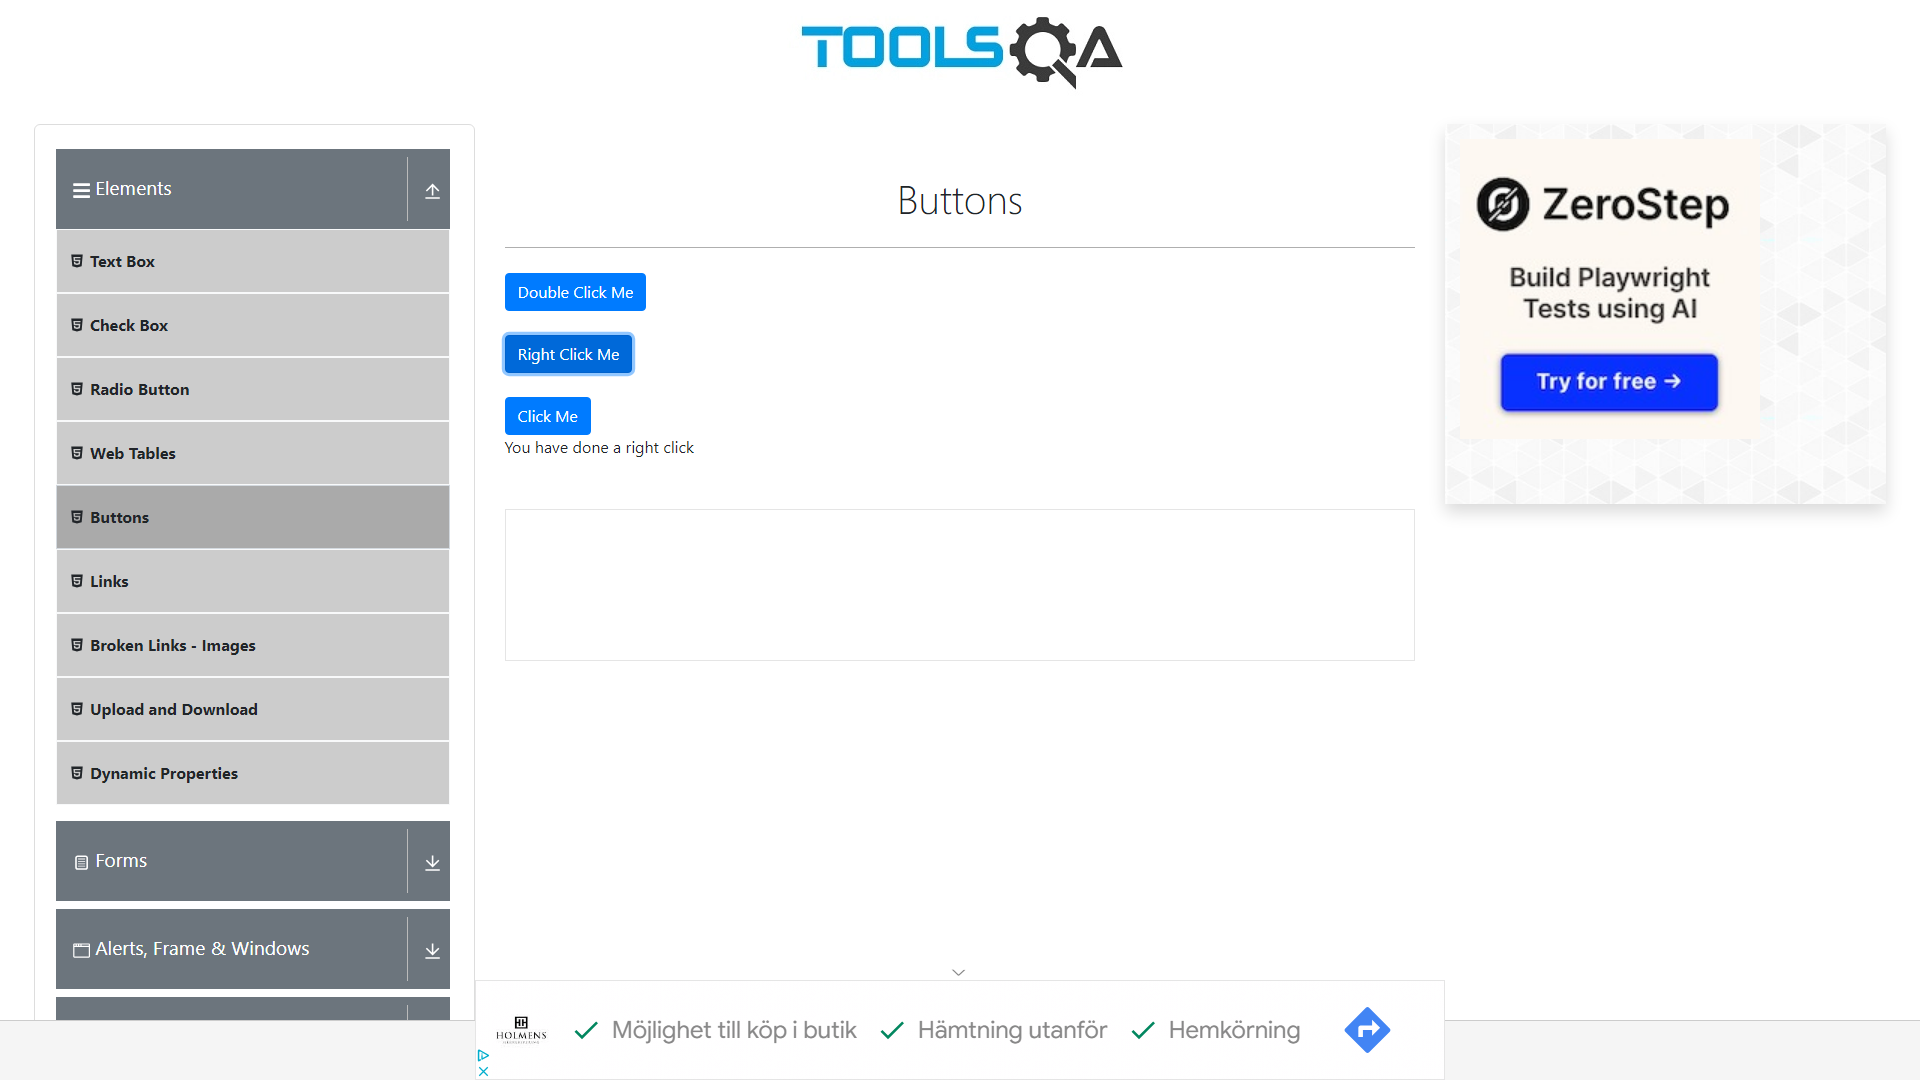 TOOLSQA
Elements
Text Box
Check Box
Radio Button
Web Tables
Buttons
Links
Broken Links - Images
Upload and Download
Dynamic Properties
Forms
Alerts, Frame & Windows
Buttons
Double Click Me
Right Click Me
Click Me
You have done a right click
ZeroStep
Build Playwright
Tests using AI
Try for free →
HOLMENS
Möjlighet till köp i butik
Hämtning utanför
Hemkörning